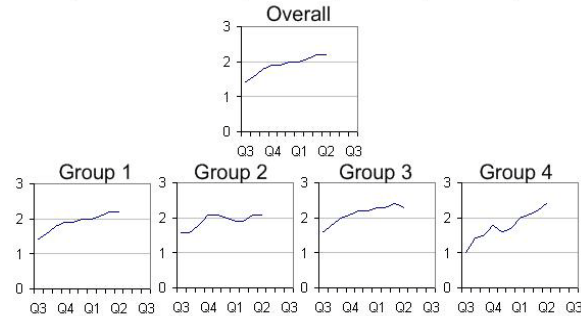 Overall
3
2
1
0
Q3 Q4 Q1 Q2 Q3
Group 1 Group 2 Group 3 Group 4
3 3 3 3
2 2 2 2
1 1 1 1
0 0 0 0
Q3 Q4 Q1 Q2 Q3 Q3 Q4 Q1 Q2 Q3 Q3 Q4 Q1 Q2 Q3 Q3 Q4 Q1 Q2 Q3